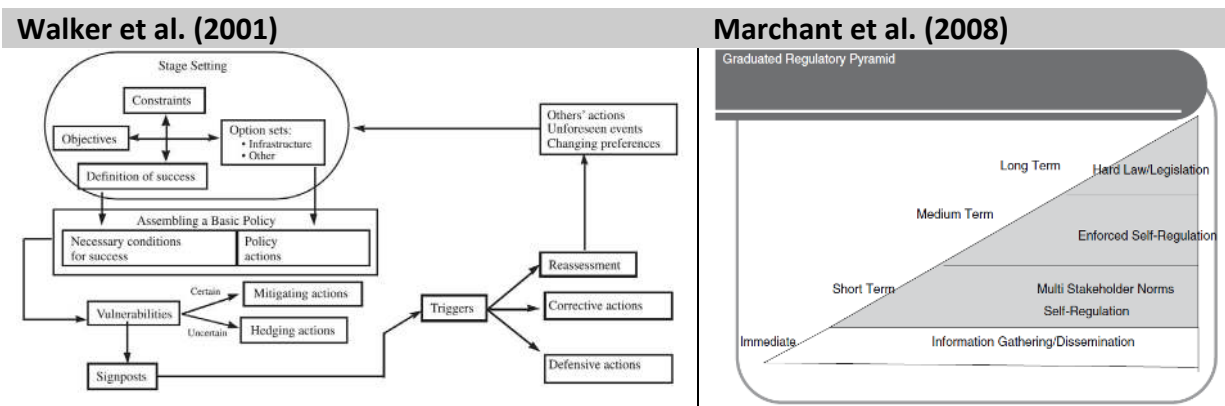 Walker et al. (2001)
Stage Setting
Constraints
Objectives
Option sets:
• Infrastructure
• Other
Definition of success
Assembling a Basic Policy
Necessary conditions
for success
Policy
actions
Vulnerabilities
Certain
Mitigating actions
Uncertain
Hedging actions
Signposts
Triggers
Others' actions
Unforeseen events
Changing preferences
Reassessment
Corrective actions
Defensive actions
Marchant et al. (2008)
Graduated Regulatory Pyramid
Long Term
Hard Law/Legislation
Medium Term
Enforced Self-Regulation
Short Term
Multi Stakeholder Norms
Self-Regulation
Immediate
Information Gathering/Dissemination